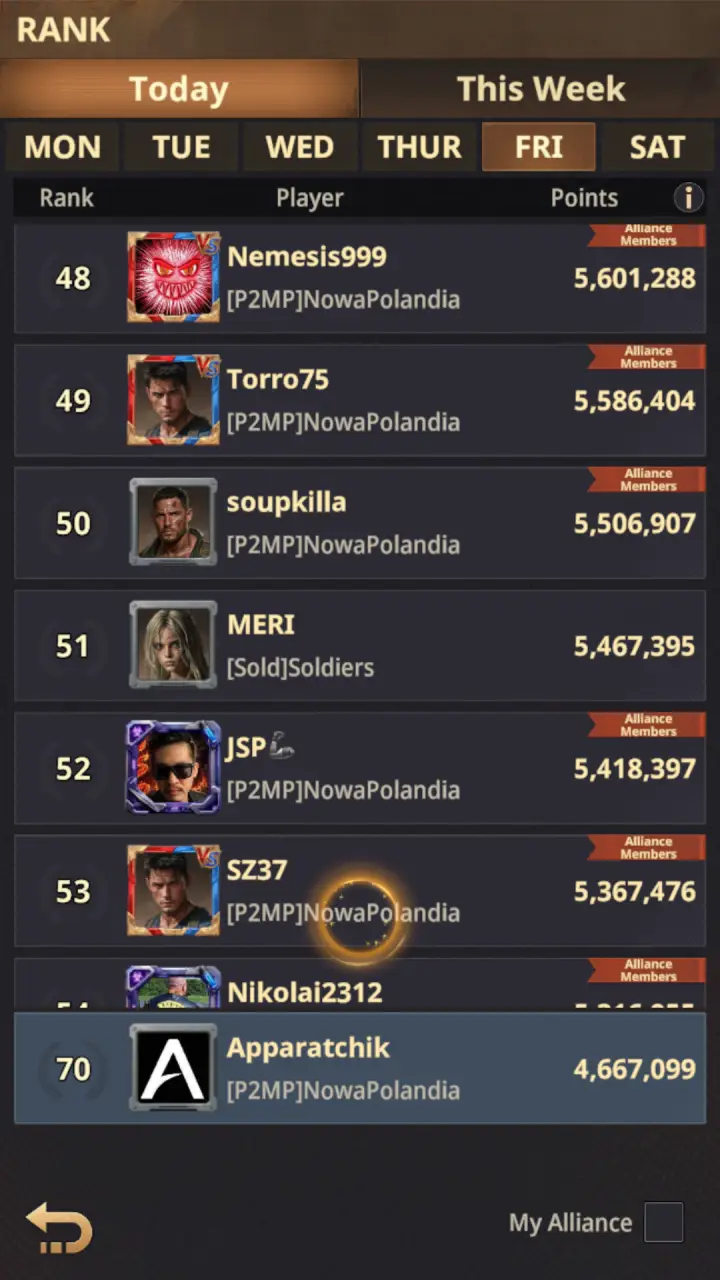 RANK
Today
This Week
MON TUE WED THUR FRI SAT
Rank Player Points i
Alliance
Members
48
Nemesis999
[P2MP]NowaPolandia
5,601,288
Alliance
Members
49
Torro75
[P2MP]NowaPolandia
5,586,404
Alliance
Members
50
soupkilla
[P2MP]NowaPolandia
5,506,907
51
MERI
[Sold]Soldiers
5,467,395
Alliance
Members
52
JSP
[P2MP]NowaPolandia
5,418,397
Alliance
Members
53
SZ37
[P2MP]NowaPolandia
5,367,476
Alliance
Members
Nikolai2312
70
Apparatchik
[P2MP]NowaPolandia
4,667,099
My Alliance